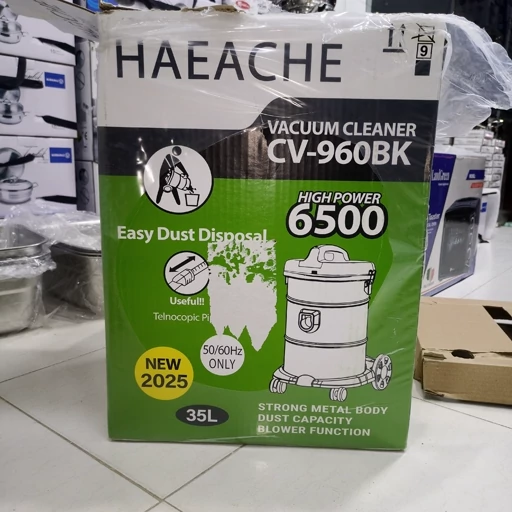 HAEACHE
9
VACUUM CLEANER
CV-960BK
HIGH POWER
6500
Easy Dust Disposal
Useful!!
Telnocopic
50/60Hz
ONLY
NEW
2025
35L
STRONG METAL BODY
DUST CAPACITY
BLOWER FUNCTION